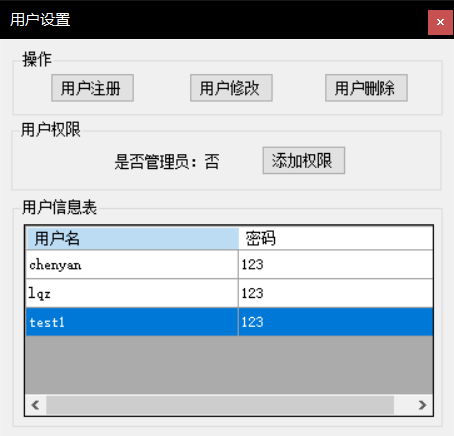 用户设置
操作
用户注册 用户修改 用户删除
用户权限
是否管理员：否 添加权限
用户信息表
用户名 密码
chenyan 123
lqz 123
test1 123